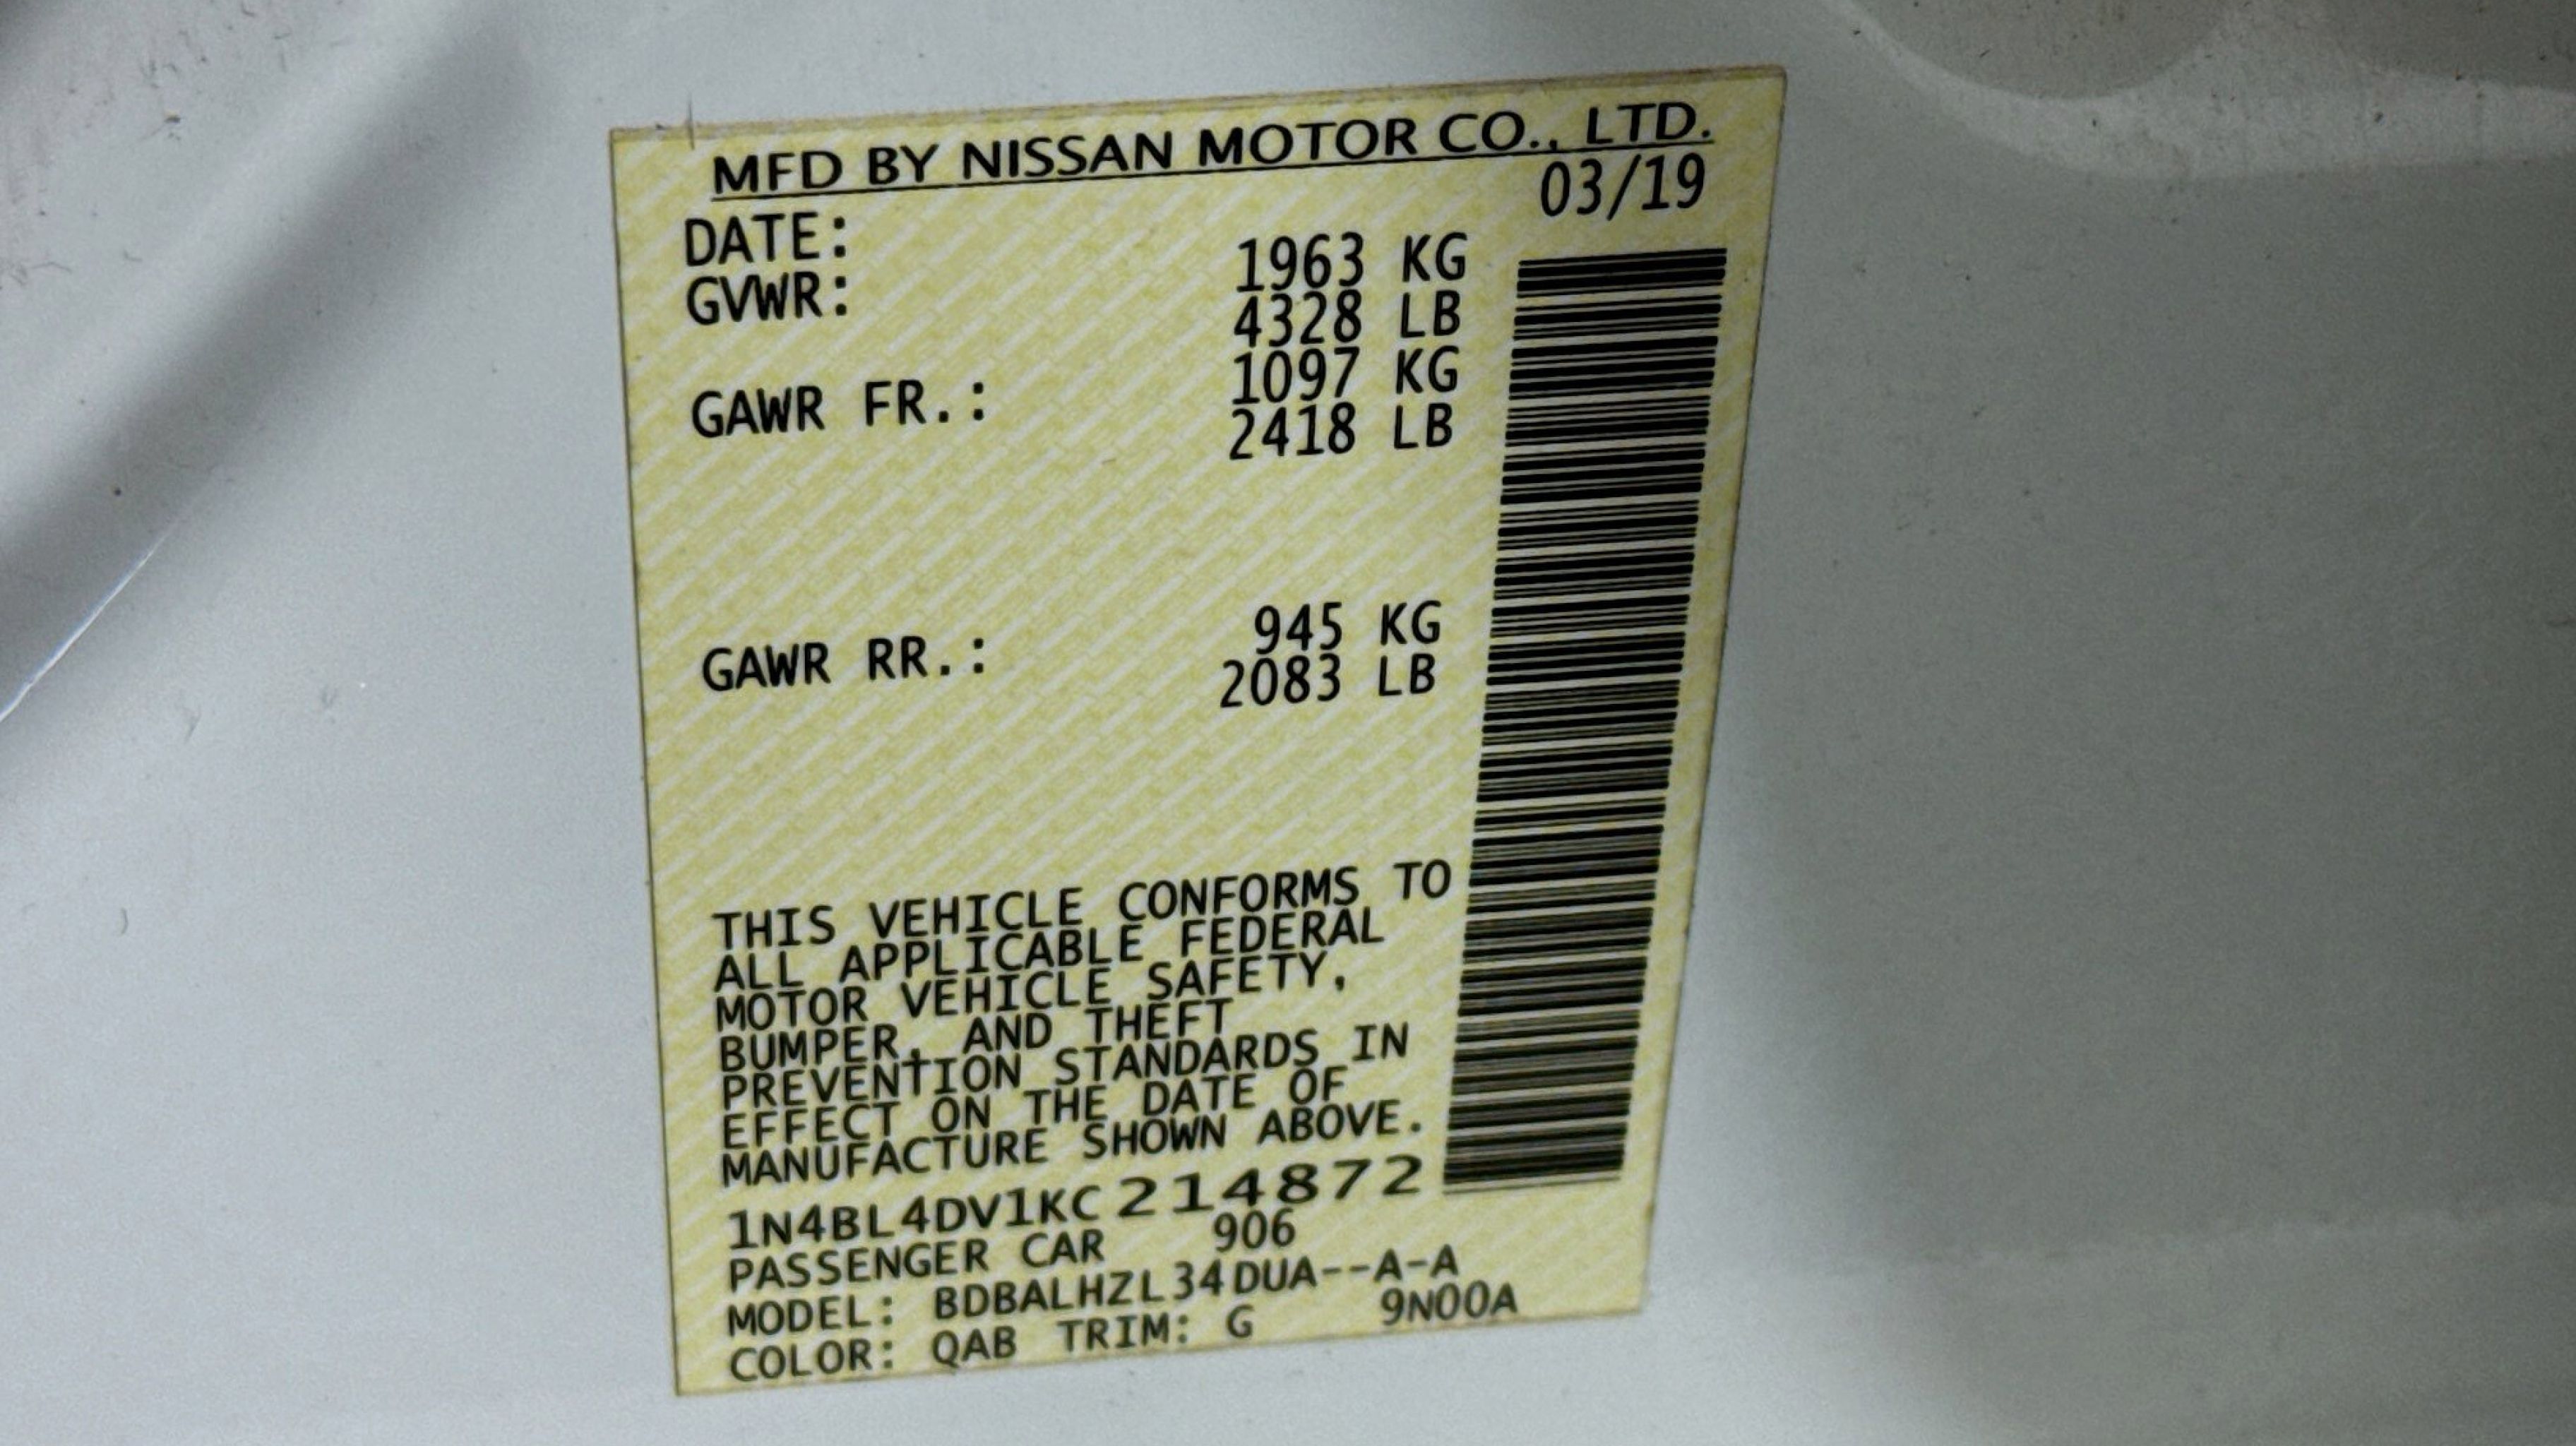 MFD BY NISSAN MOTOR CO., LTD.
DATE: 03/19
GVWR: 1963 KG
4328 LB
GAWR FR.: 1097 KG
2418 LB
GAWR RR.: 945 KG
2083 LB
THIS VEHICLE CONFORMS TO
ALL APPLICABLE FEDERAL
MOTOR VEHICLE SAFETY,
BUMPER, AND THEFT
PREVENTION STANDARDS IN
EFFECT ON THE DATE OF
MANUFACTURE SHOWN ABOVE.
1N4BL4DV1KC214872
PASSENGER CAR 906
MODEL: BDBALHZL34DUA--A-A
COLOR: QAB TRIM: G 9N00A